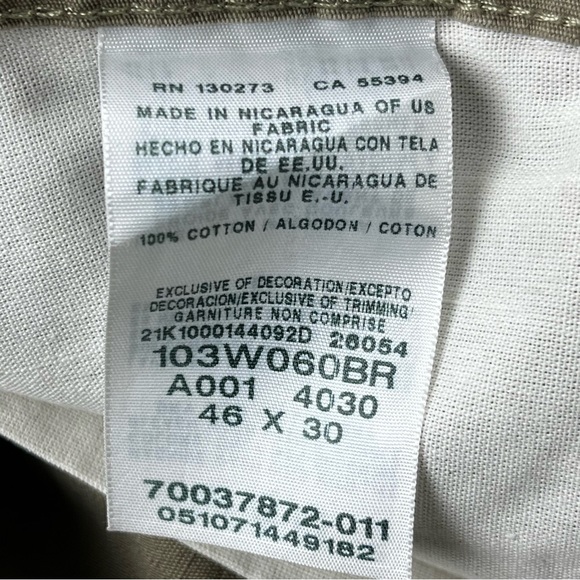 RN 130273 CA 55394
MADE IN NICARAGUA OF US
FABRIC
HECHO EN NICARAGUA CON TELA
DE EE.UU.
FABRIQUE AU NICARAGUA DE
TISSU E.-U.
100% COTTON / ALGODON / COTON
EXCLUSIVE OF DECORATION/EXCEPTO
DECORACION/EXCLUSIVE OF TRIMMING/
GARNITURE NON COMPRISE
21K1000144092D 26054
103W060BR
A001 4030
46 X 30
70037872-011
051071449182